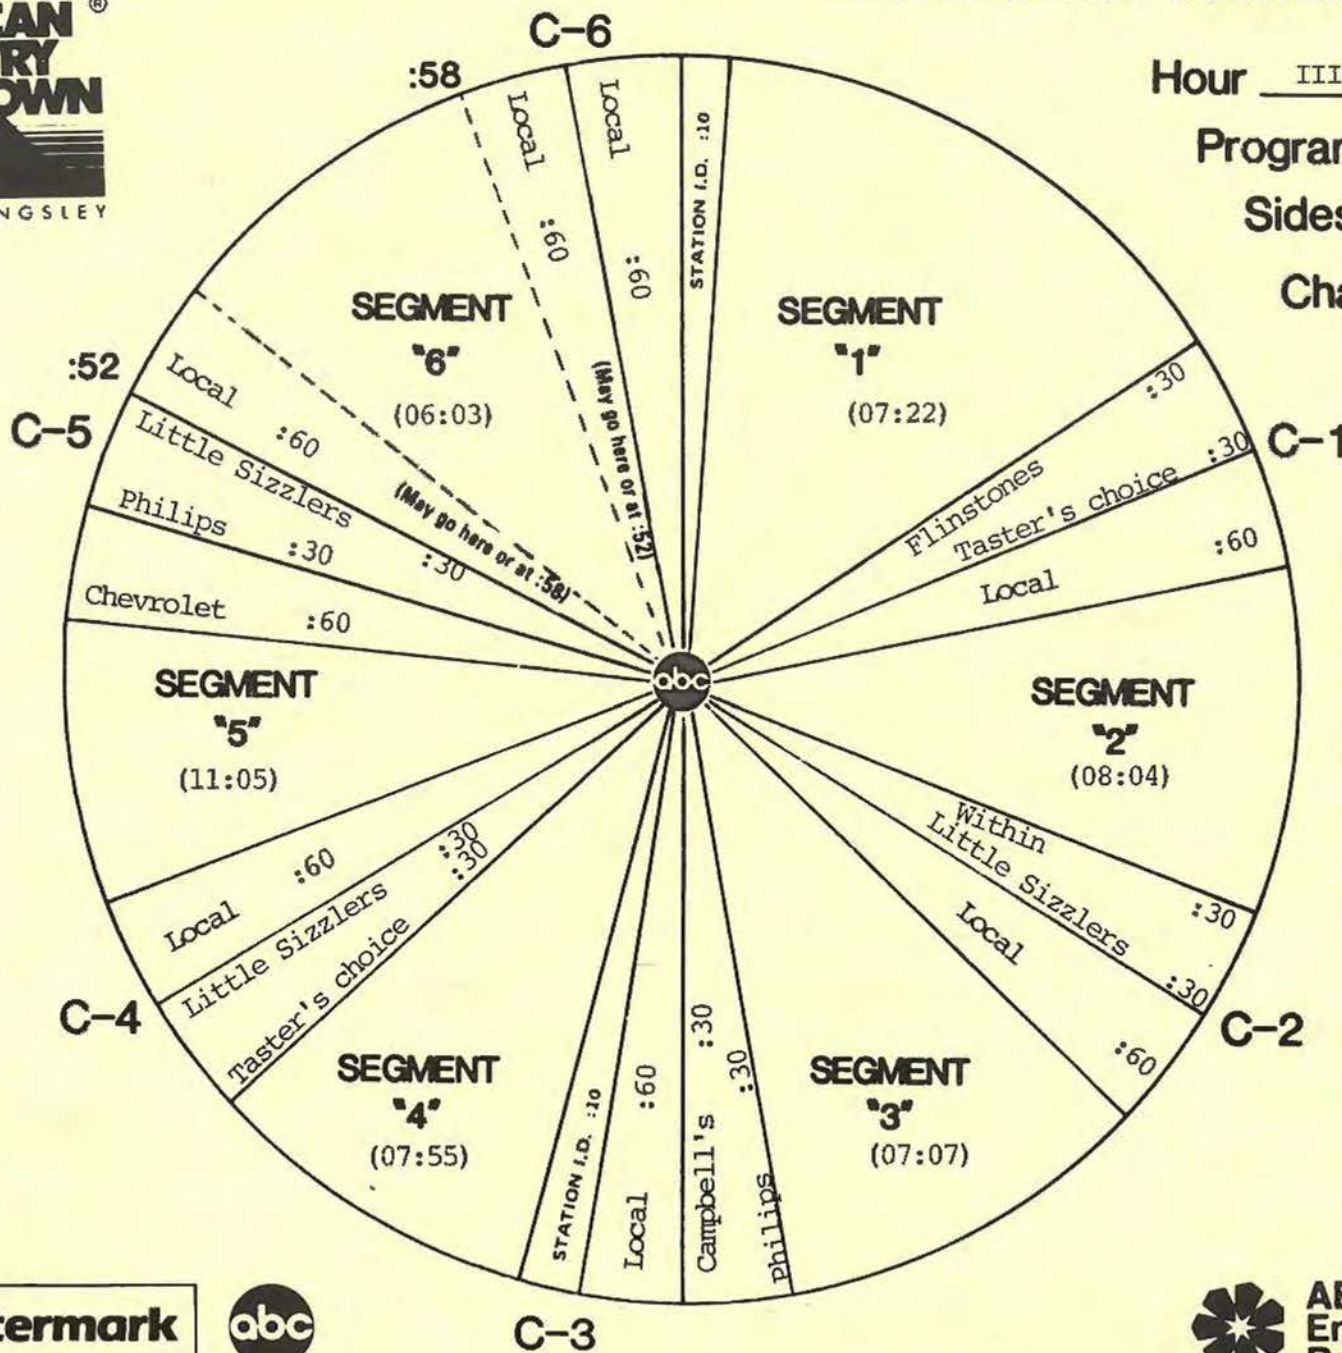 C-6
:58
Hour III
Local :60
Local :60
STATION I.D. :10
NGSLEY
SEGMENT
"6"
(06:03)
(May go here or at :52)
SEGMENT
"1"
(07:22)
:52
C-5
Local :60
(May go here or at :58)
Little Sizzlers :30
Philips :30
Chevrolet :60
Flinstones :30
Taster's choice :30
C-1
Local :60
abc
SEGMENT
"5"
(11:05)
SEGMENT
"2"
(08:04)
Within :30
Little Sizzlers :30
C-2
Local :60
Local :60
Little Sizzlers :30
Taster's choice :30
C-4
SEGMENT
"4"
(07:55)
STATION I.D. :10
Local :60
Campbell's :30
Philips :30
SEGMENT
"3"
(07:07)
C-3
termark
abc